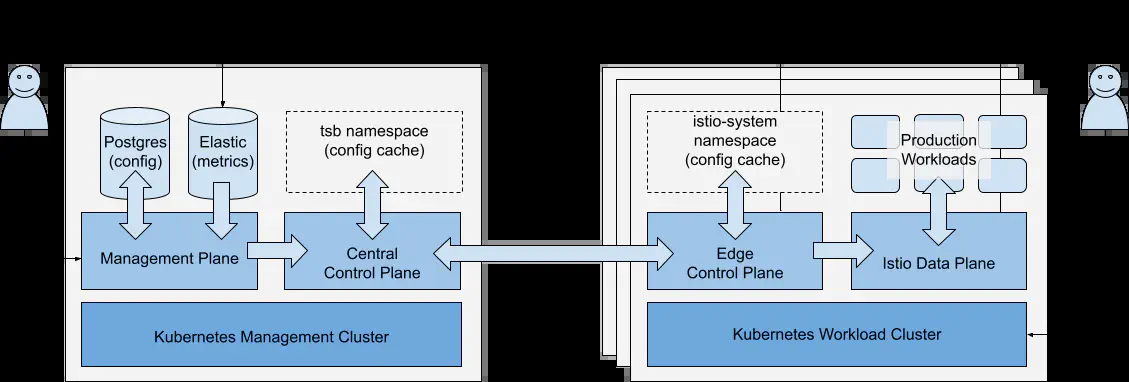 Postgres
(config)
Elastic
(metrics)
tsb namespace
(config cache)
Management Plane
Central
Control Plane
Kubernetes Management Cluster
istio-system
namespace
(config cache)
Production
Workloads
Edge
Control Plane
Istio Data Plane
Kubernetes Workload Cluster